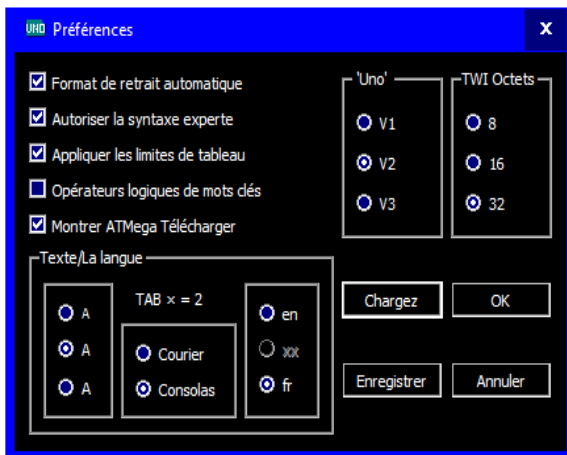 UNO Préférences X
Format de retrait automatique
Autoriser la syntaxe experte
Appliquer les limites de tableau
Opérateurs logiques de mots clés
Montrer ATMega Télécharger
'Uno'
V1
V2
V3
TWI Octets
8
16
32
Texte/La langue
A
A
A
TAB × = 2
Courier
Consolas
en
xx
fr
Chargez
OK
Enregistrer
Annuler